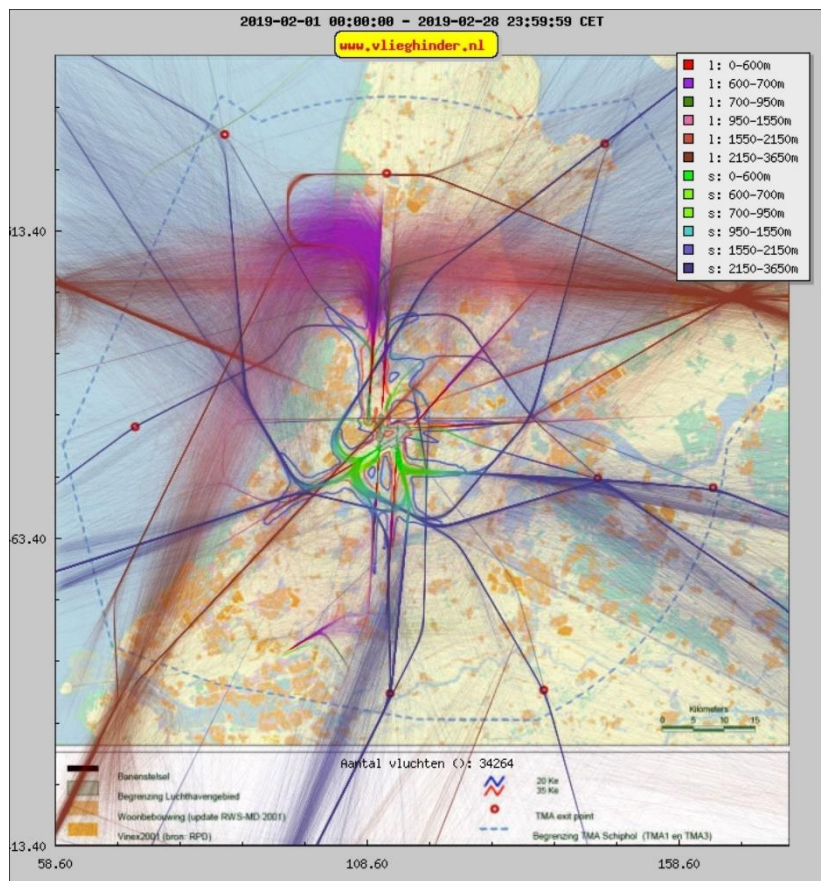 2019-02-01 00:00:00 - 2019-02-28 23:59:59 CET
www.vlieghinder.nl
l: 0-600m
l: 600-700m
l: 700-950m
l: 950-1550m
l: 1550-2150m
l: 2150-3650m
s: 0-600m
s: 600-700m
s: 700-950m
s: 950-1550m
s: 1550-2150m
s: 2150-3650m
513.40
463.40
413.40
Kilometers
0 5 10 15
Aantal vluchten (): 34264
Banenstelsel
Begrenzing Luchthavengebied
Woonbebouwing (update RWS-MD 2001)
Vinex2001 (bron: RPD)
20 Ke
35 Ke
TMA exit point
Begrenzing TMA Schiphol (TMA1 en TMA3)
58.60 108.60 158.60